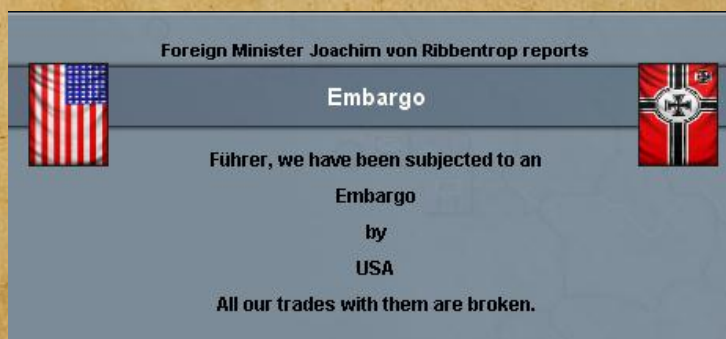 Foreign Minister Joachim von Ribbentrop reports
Embargo
Führer, we have been subjected to an
Embargo
by
USA
All our trades with them are broken.